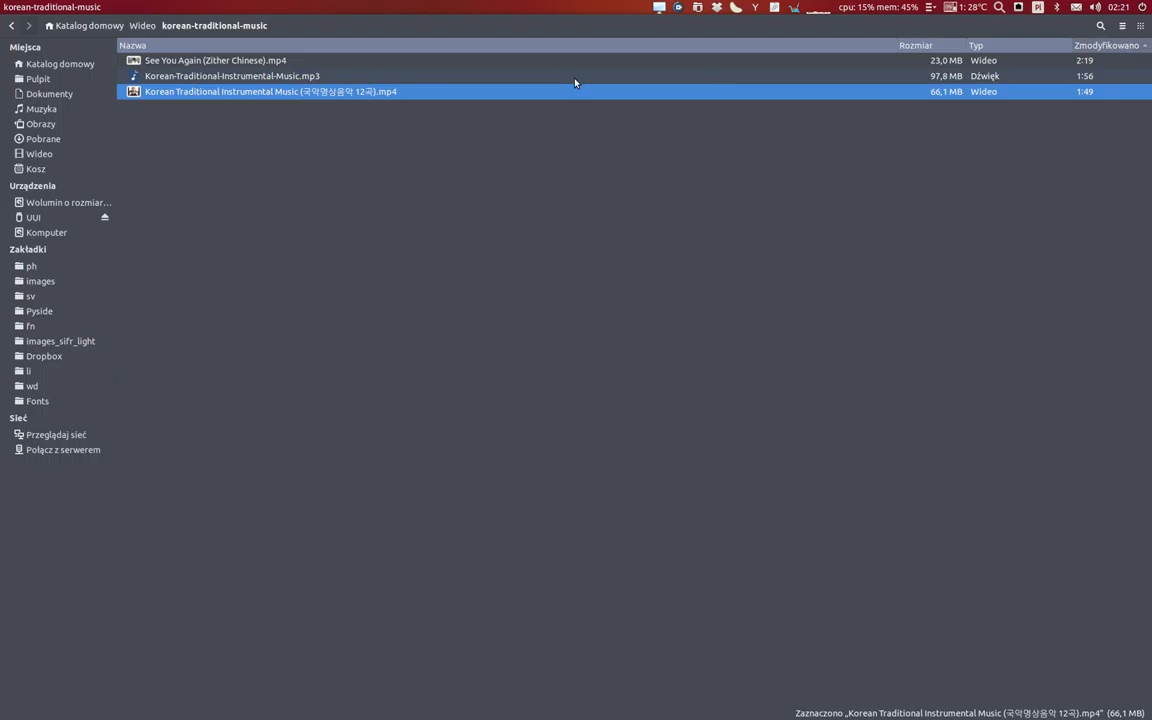 korean-traditional-music
cpu: 15% mem: 45%
1: 28°C
Pl
02:21
Katalog domowy Wideo korean-traditional-music
Miejsca
Katalog domowy
Pulpit
Dokumenty
Muzyka
Obrazy
Pobrane
Wideo
Kosz
Urządzenia
Wolumin o rozmiar...
UUI
Komputer
Zakładki
ph
images
sv
Pyside
fn
images_sifr_light
Dropbox
li
wd
Fonts
Sieć
Przeglądaj sieć
Połącz z serwerem
Nazwa Rozmiar Typ Zmodyfikowano
See You Again (Zither Chinese).mp4 23,0 MB Wideo 2:19
Korean-Traditional-Instrumental-Music.mp3 97,8 MB Dźwięk 1:56
Korean Traditional Instrumental Music (국악명상음악 12곡).mp4 66,1 MB Wideo 1:49
Zaznaczono „Korean Traditional Instrumental Music (국악명상음악 12곡).mp4” (66,1 MB)